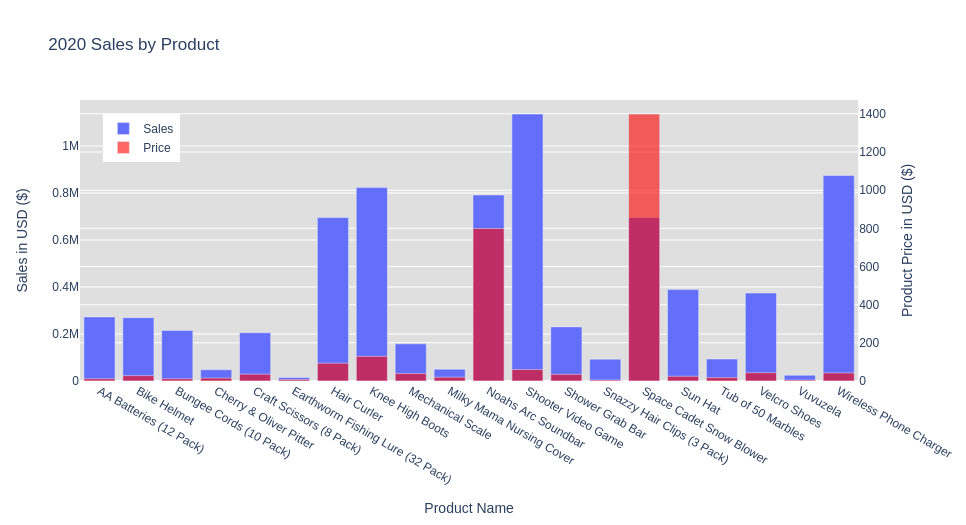 2020 Sales by Product
Sales
Price
1M
0.8M
0.6M
0.4M
0.2M
0
Sales in USD ($)
1400
1200
1000
800
600
400
200
0
Product Price in USD ($)
AA Batteries (12 Pack)
Bike Helmet
Bungee Cords (10 Pack)
Cherry & Oliver Pitter
Craft Scissors (8 Pack)
Earthworm Fishing Lure (32 Pack)
Hair Curler
Knee High Boots
Mechanical Scale
Milky Mama Nursing Cover
Noahs Arc Soundbar
Shooter Video Game
Shower Grab Bar
Snazzy Hair Clips (3 Pack)
Space Cadet Snow Blower
Sun Hat
Tub of 50 Marbles
Velcro Shoes
Vuvuzela
Wireless Phone Charger
Product Name